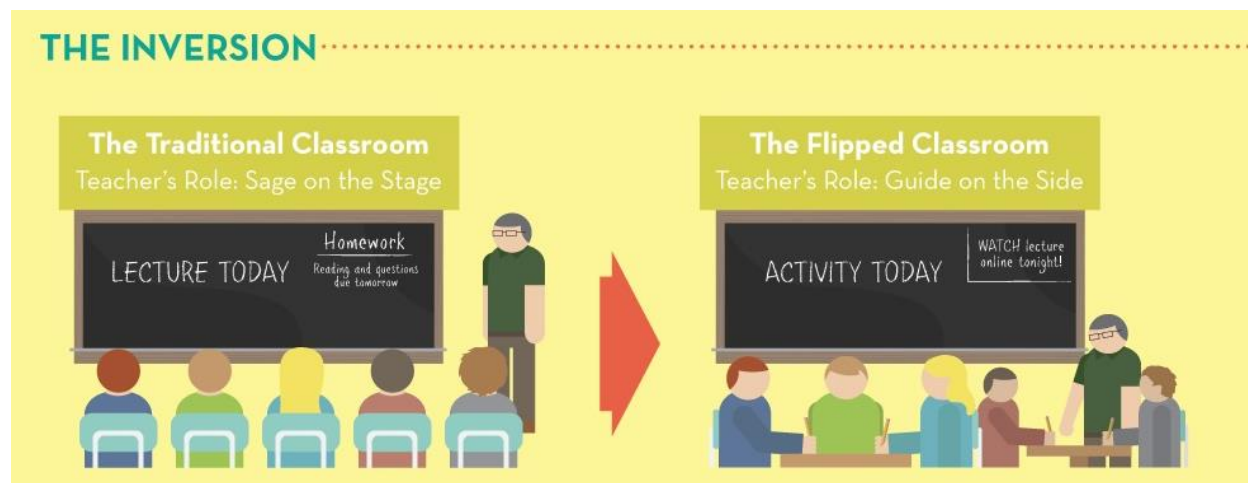 THE INVERSION
The Traditional Classroom
Teacher's Role: Sage on the Stage
LECTURE TODAY
Homework
Reading and questions
due tomorrow
The Flipped Classroom
Teacher's Role: Guide on the Side
ACTIVITY TODAY
WATCH lecture
online tonight!